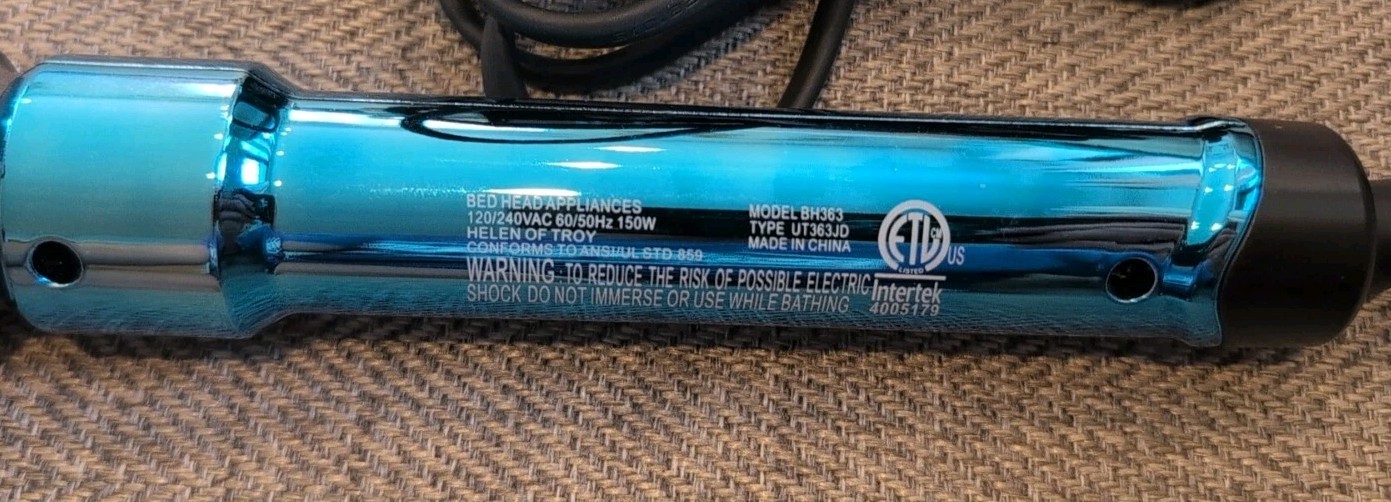 BED HEAD APPLIANCES
120/240VAC 60/50Hz 150W
HELEN OF TROY
CONFORMS TO ANSI/UL STD.859
WARNING : TO REDUCE THE RISK OF POSSIBLE ELECTRIC
SHOCK DO NOT IMMERSE OR USE WHILE BATHING
MODEL BH363
TYPE UT363JD
MADE IN CHINA
ETL
CM
US
LISTED
Intertek
4005179